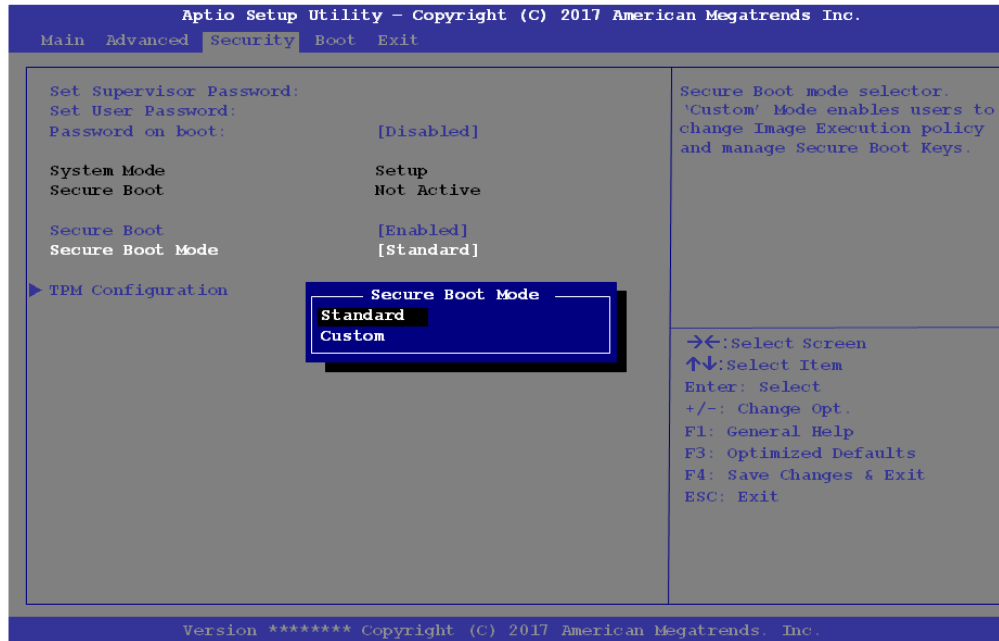 Aptio Setup Utility – Copyright (C) 2017 American Megatrends Inc.
Main Advanced Security Boot Exit
Set Supervisor Password:
Set User Password:
Password on boot: [Disabled]
System Mode Setup
Secure Boot Not Active
Secure Boot [Enabled]
Secure Boot Mode [Standard]
TPM Configuration
Secure Boot Mode
Standard
Custom
Secure Boot mode selector.
'Custom' Mode enables users to
change Image Execution policy
and manage Secure Boot Keys.
→←:Select Screen
↑↓:Select Item
Enter: Select
+/-: Change Opt.
F1: General Help
F3: Optimized Defaults
F4: Save Changes & Exit
ESC: Exit
Version ******** Copyright (C) 2017 American Megatrends. Inc.